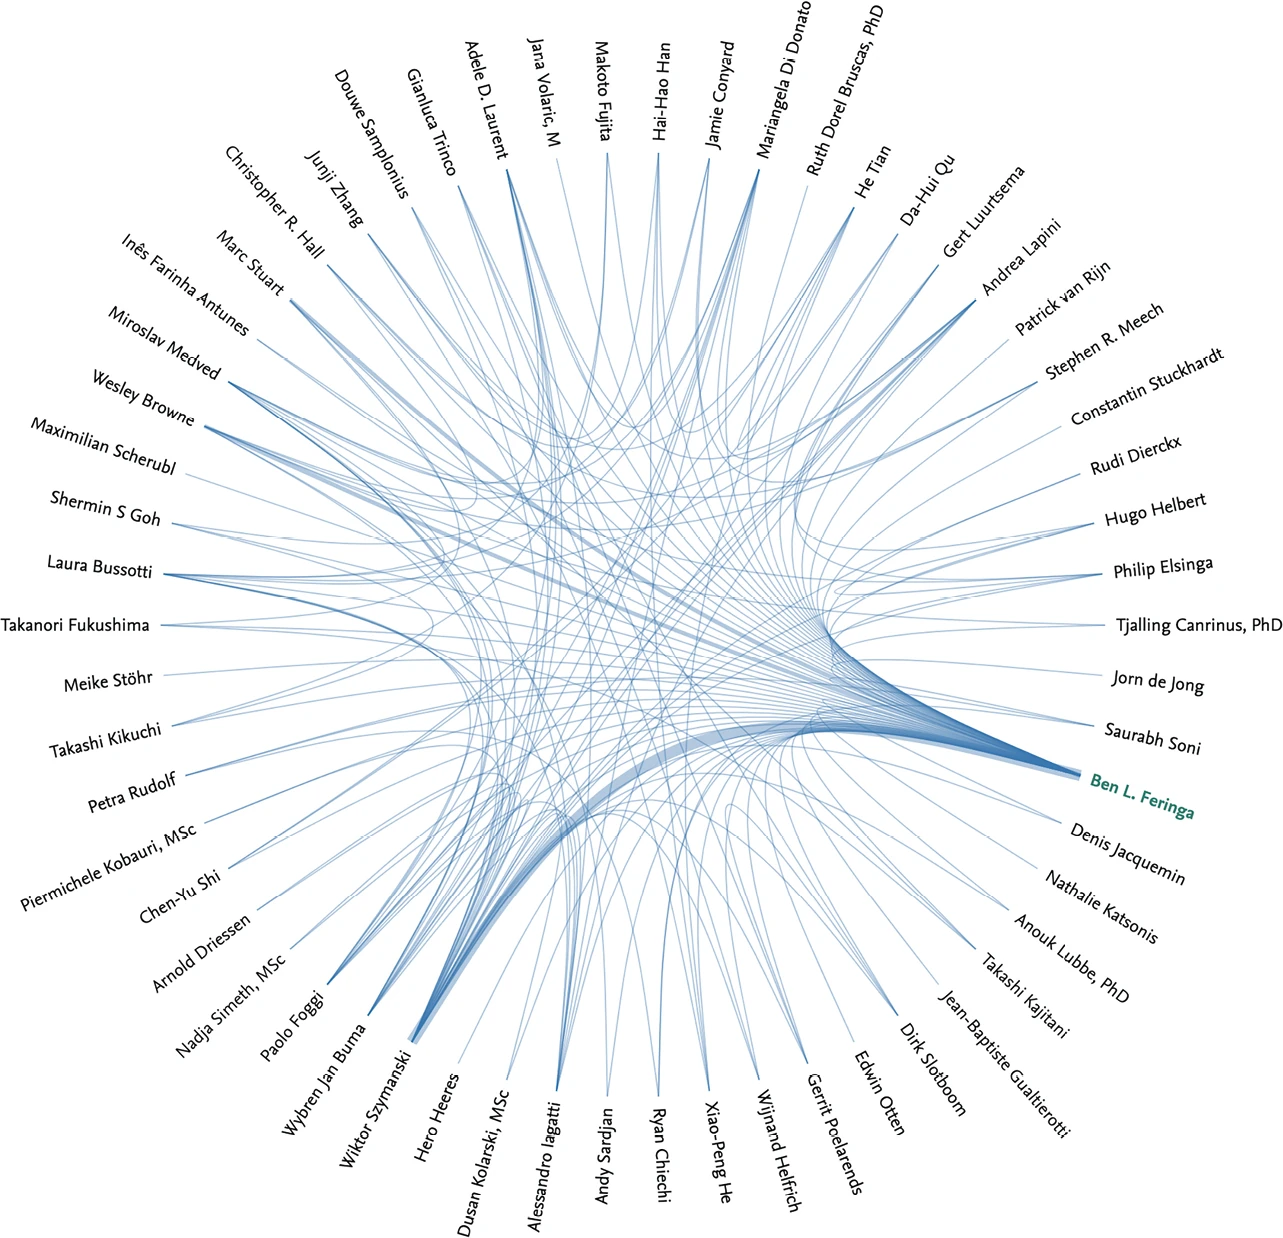 Adele D. Laurent
Jana Volaric, M
Makoto Fujita
Hai-Hao Han
Jamie Conyard
Mariangela Di Donato
Ruth Dorel Bruscas, PhD
He Tian
Da-Hui Qu
Gert Luurtsema
Andrea Lapini
Patrick van Rijn
Stephen R. Meech
Constantin Stuckhardt
Rudi Dierckx
Hugo Helbert
Philip Elsinga
Tjalling Canrinus, PhD
Jorn de Jong
Saurabh Soni
Ben L. Feringa
Denis Jacquemin
Nathalie Katsonis
Anouk Lubbe, PhD
Takashi Kajitani
Jean-Baptiste Gualtierotti
Dirk Slotboom
Edwin Otten
Gerrit Poelarends
Wijnand Helfrich
Xiao-Peng He
Ryan Chiechi
Andy Sardjan
Alessandro Iagatti
Dusan Kolarski, MSc
Hero Heeres
Wiktor Szymanski
Wybren Jan Buma
Paolo Foggi
Nadja Simeth, MSc
Arnold Driessen
Chen-Yu Shi
Piermichele Kobauri, MSc
Petra Rudolf
Takashi Kikuchi
Meike Stöhr
Takanori Fukushima
Laura Bussotti
Shermin S Goh
Maximilian Scherubl
Wesley Browne
Miroslav Medved
Inês Farinha Antunes
Marc Stuart
Christopher R. Hall
Junji Zhang
Douwe Samplonius
Gianluca Trinco